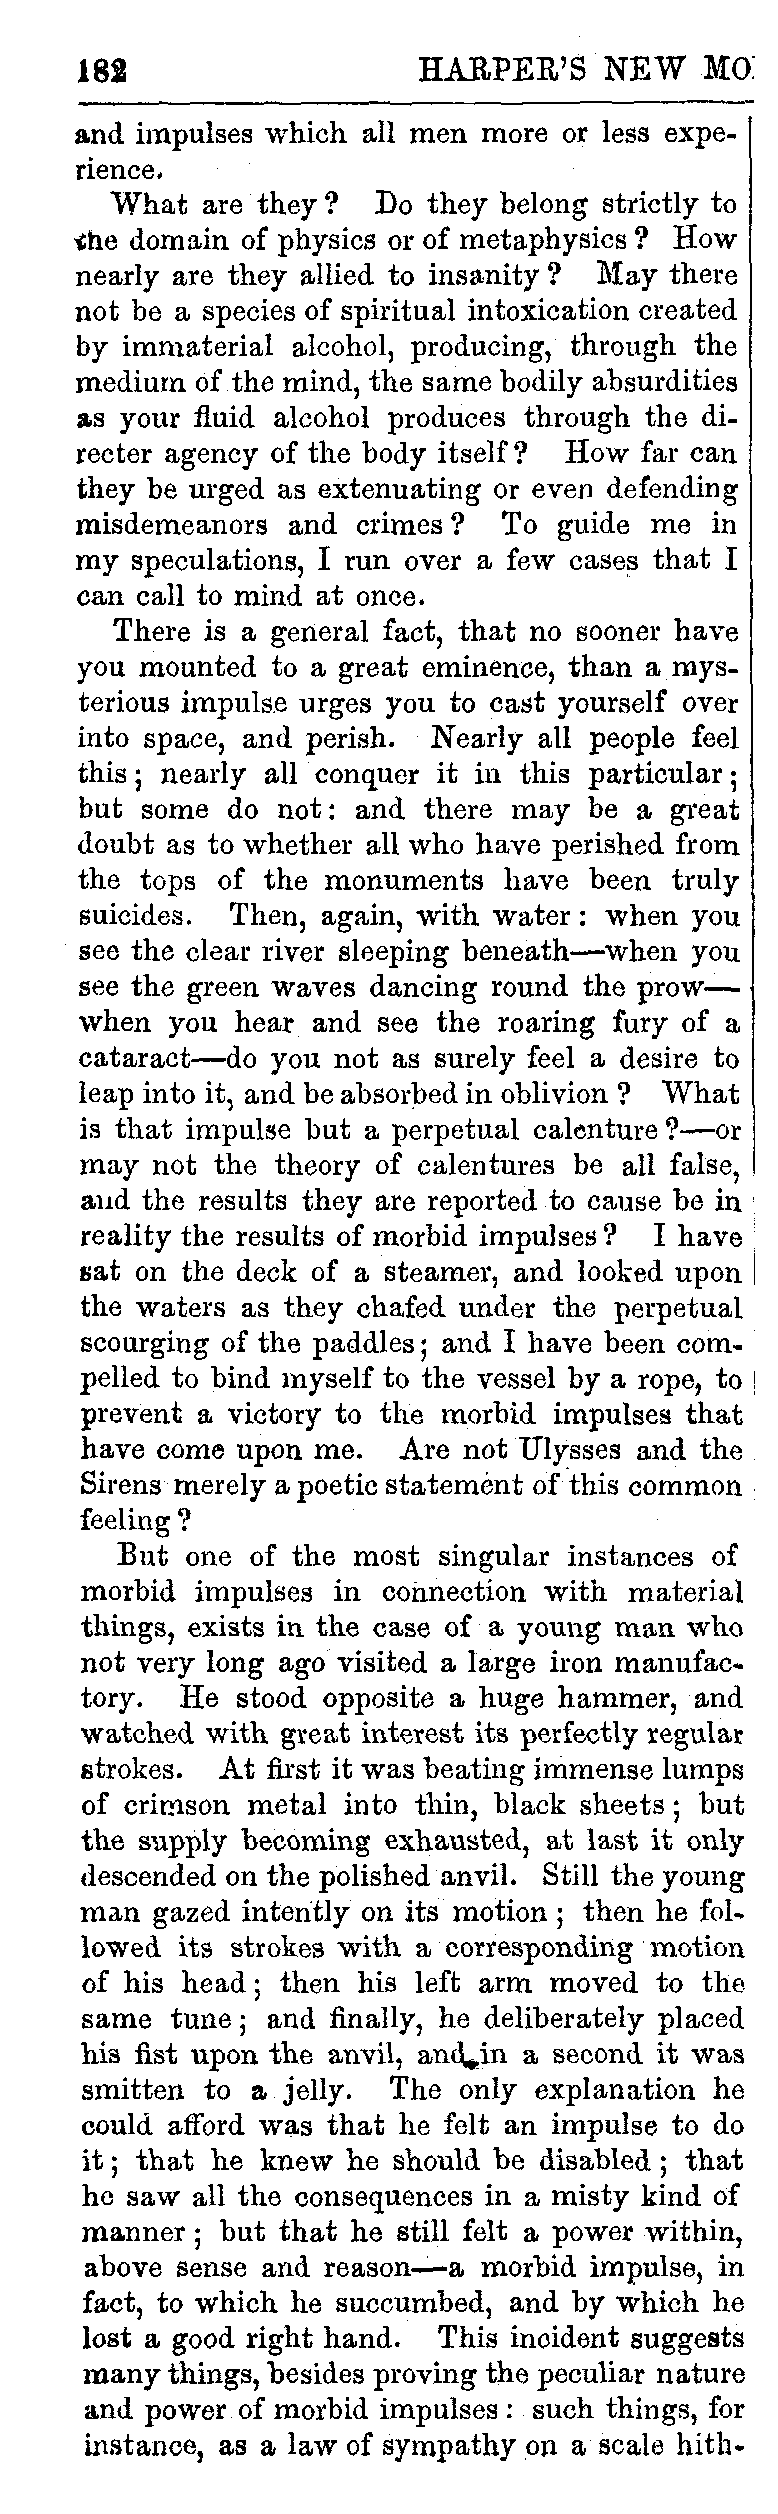 182 HARPER'S NEW MO
and impulses which all men more or less expe-
rience.
What are they? Do they belong strictly to
the domain of physics or of metaphysics? How
nearly are they allied to insanity? May there
not be a species of spiritual intoxication created
by immaterial alcohol, producing, through the
medium of the mind, the same bodily absurdities
as your fluid alcohol produces through the di-
recter agency of the body itself? How far can
they be urged as extenuating or even defending
misdemeanors and crimes? To guide me in
my speculations, I run over a few cases that I
can call to mind at once.
There is a general fact, that no sooner have
you mounted to a great eminence, than a mys-
terious impulse urges you to cast yourself over
into space, and perish. Nearly all people feel
this; nearly all conquer it in this particular;
but some do not: and there may be a great
doubt as to whether all who have perished from
the tops of the monuments have been truly
suicides. Then, again, with water: when you
see the clear river sleeping beneath—when you
see the green waves dancing round the prow—
when you hear and see the roaring fury of a
cataract—do you not as surely feel a desire to
leap into it, and be absorbed in oblivion? What
is that impulse but a perpetual calenture?—or
may not the theory of calentures be all false,
and the results they are reported to cause be in
reality the results of morbid impulses? I have
sat on the deck of a steamer, and looked upon
the waters as they chafed under the perpetual
scourging of the paddles; and I have been com-
pelled to bind myself to the vessel by a rope, to
prevent a victory to the morbid impulses that
have come upon me. Are not Ulysses and the
Sirens merely a poetic statement of this common
feeling?
But one of the most singular instances of
morbid impulses in connection with material
things, exists in the case of a young man who
not very long ago visited a large iron manufac-
tory. He stood opposite a huge hammer, and
watched with great interest its perfectly regular
strokes. At first it was beating immense lumps
of crimson metal into thin, black sheets; but
the supply becoming exhausted, at last it only
descended on the polished anvil. Still the young
man gazed intently on its motion; then he fol-
lowed its strokes with a corresponding motion
of his head; then his left arm moved to the
same tune; and finally, he deliberately placed
his fist upon the anvil, and in a second it was
smitten to a jelly. The only explanation he
could afford was that he felt an impulse to do
it; that he knew he should be disabled; that
he saw all the consequences in a misty kind of
manner; but that he still felt a power within,
above sense and reason—a morbid impulse, in
fact, to which he succumbed, and by which he
lost a good right hand. This incident suggests
many things, besides proving the peculiar nature
and power of morbid impulses: such things, for
instance, as a law of sympathy on a scale hith-